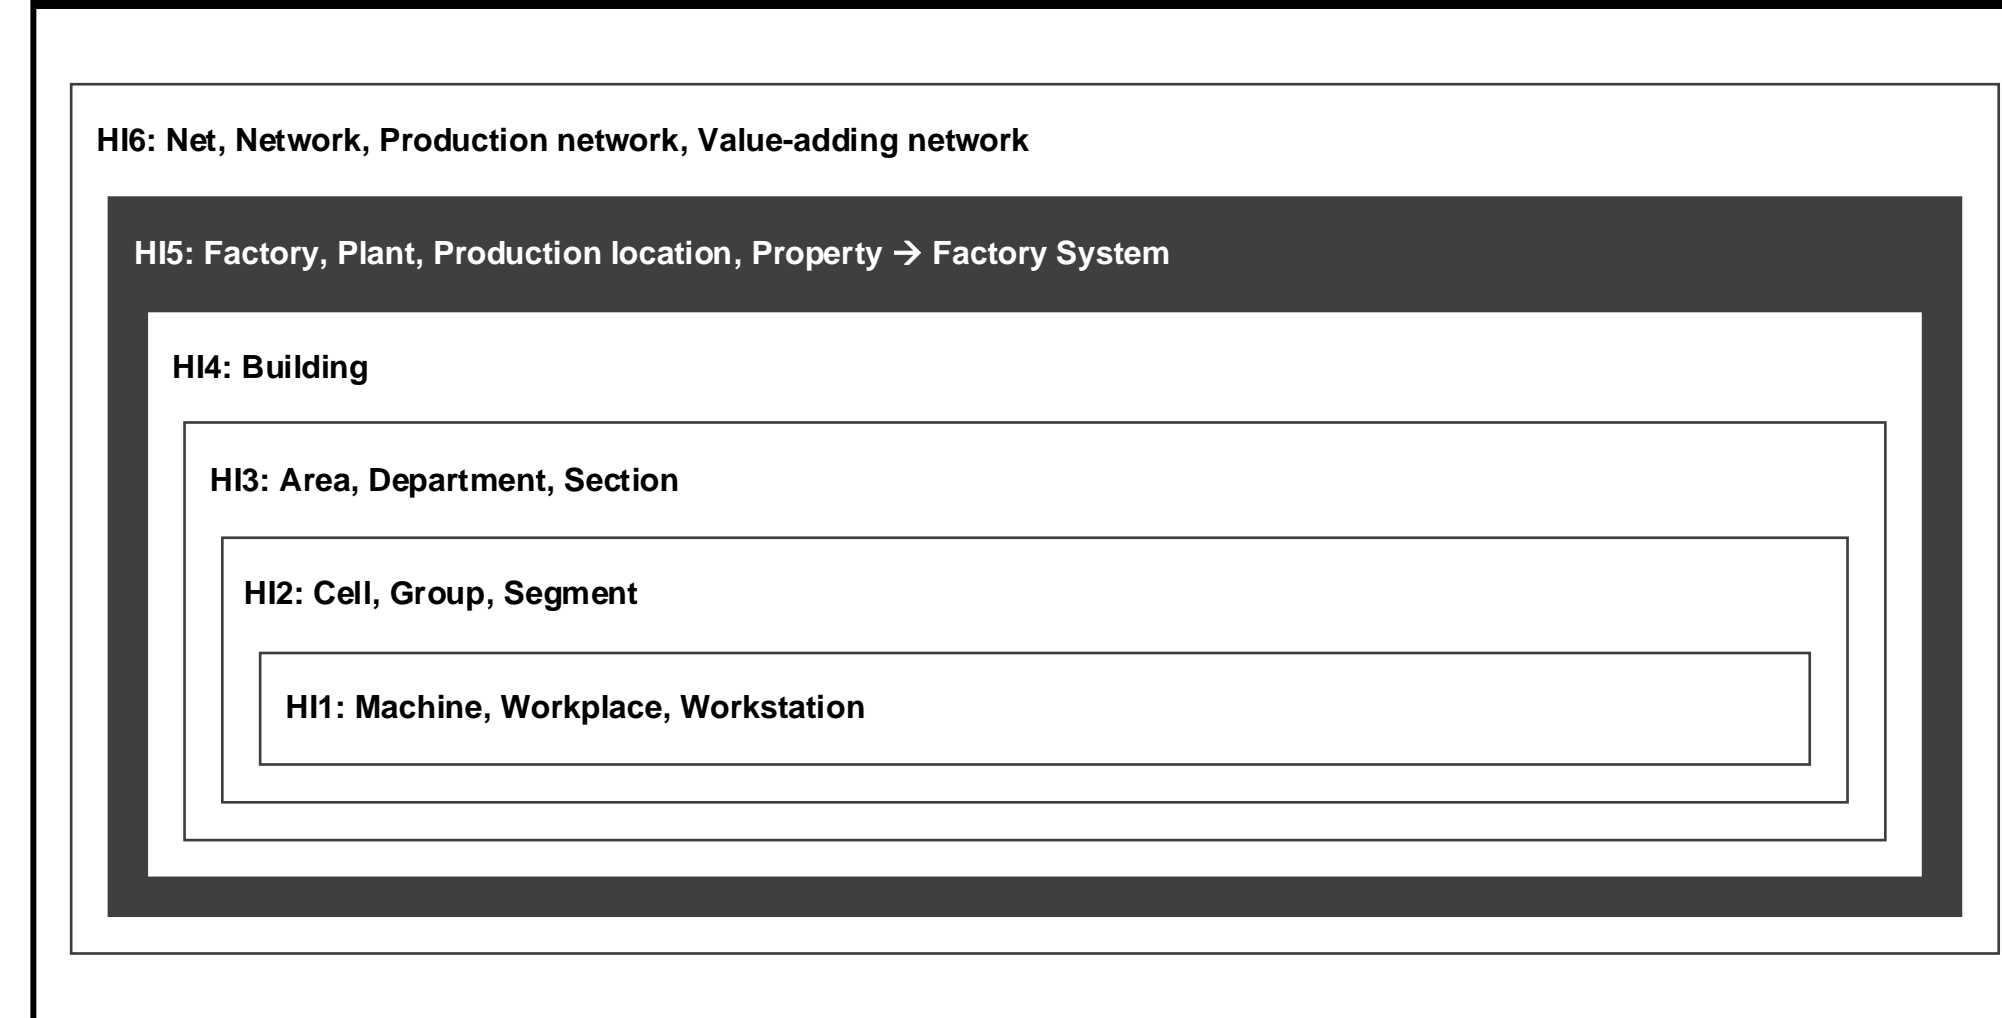 HI6: Net, Network, Production network, Value-adding network
HI5: Factory, Plant, Production location, Property → Factory System
HI4: Building
HI3: Area, Department, Section
HI2: Cell, Group, Segment
HI1: Machine, Workplace, Workstation